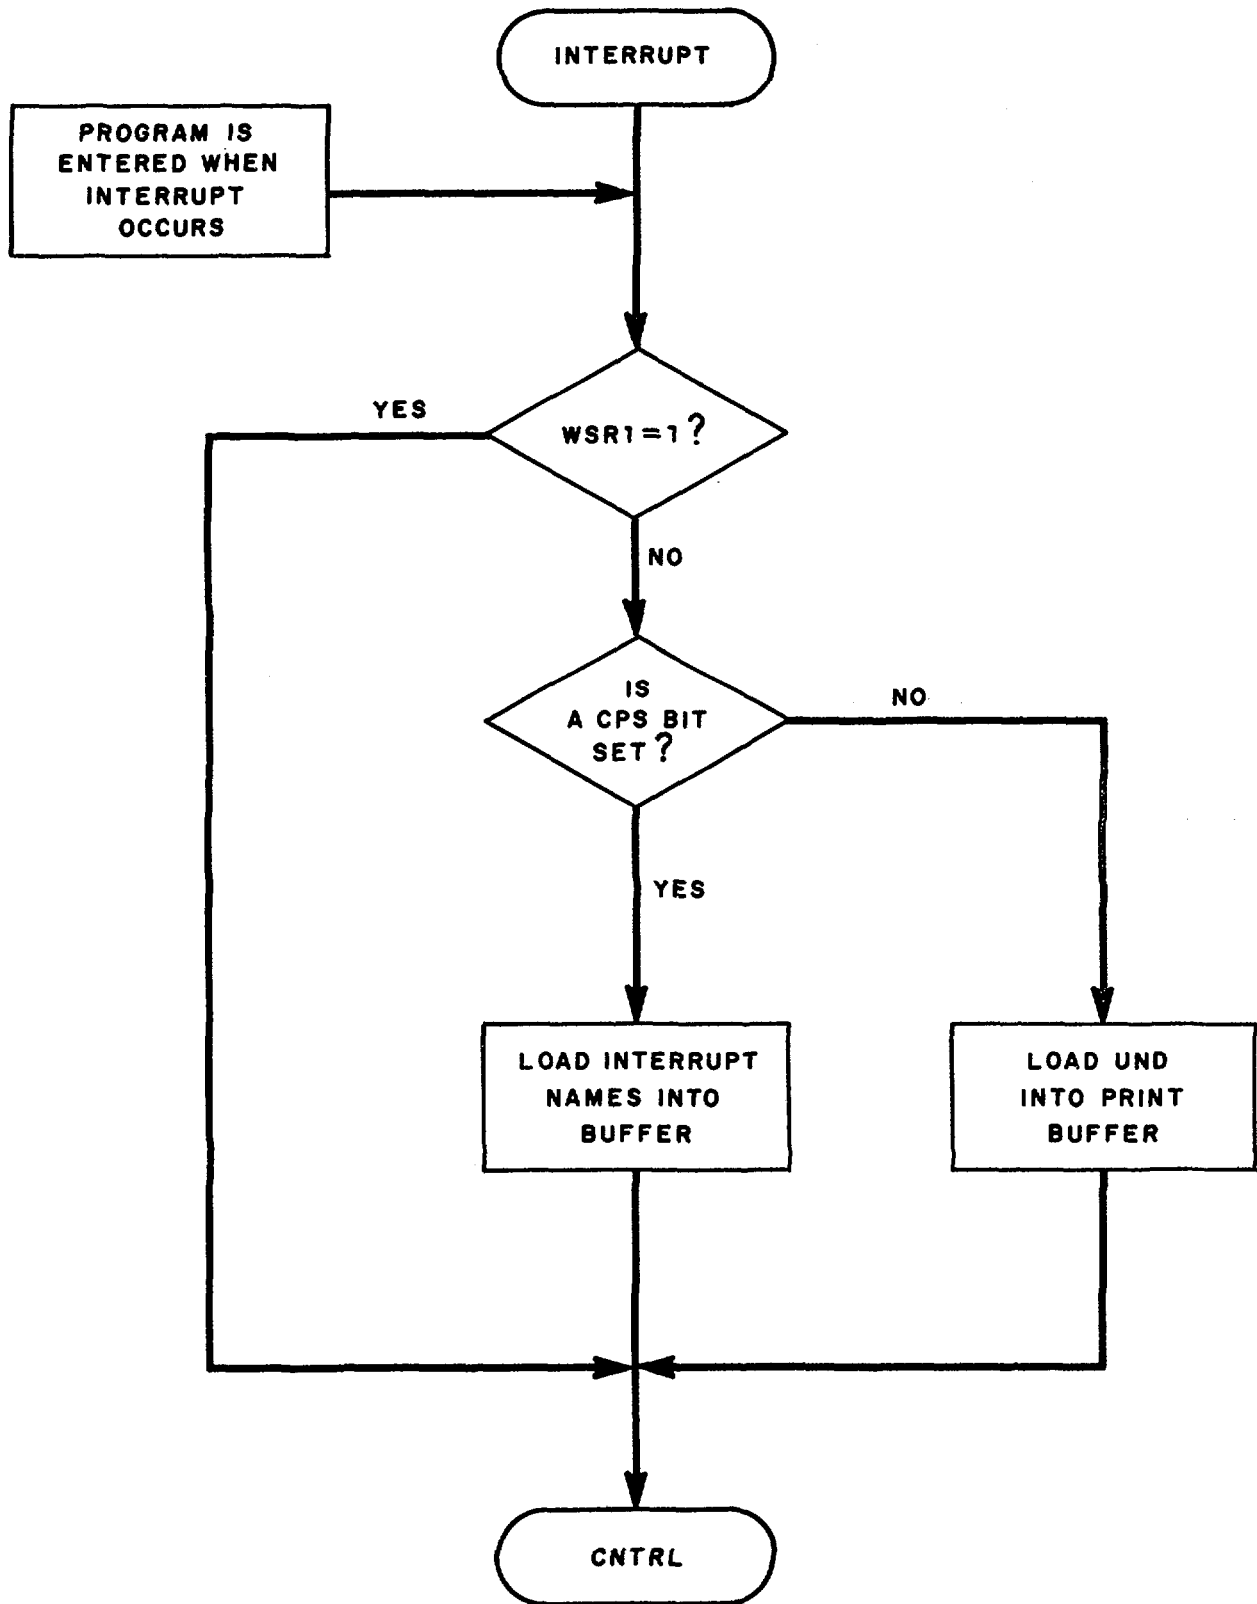 INTERRUPT
PROGRAM IS
ENTERED WHEN
INTERRUPT
OCCURS
YES
WSR1=1?
NO
IS
A CPS BIT
SET?
NO
YES
LOAD INTERRUPT
NAMES INTO
BUFFER
LOAD UND
INTO PRINT
BUFFER
CNTRL